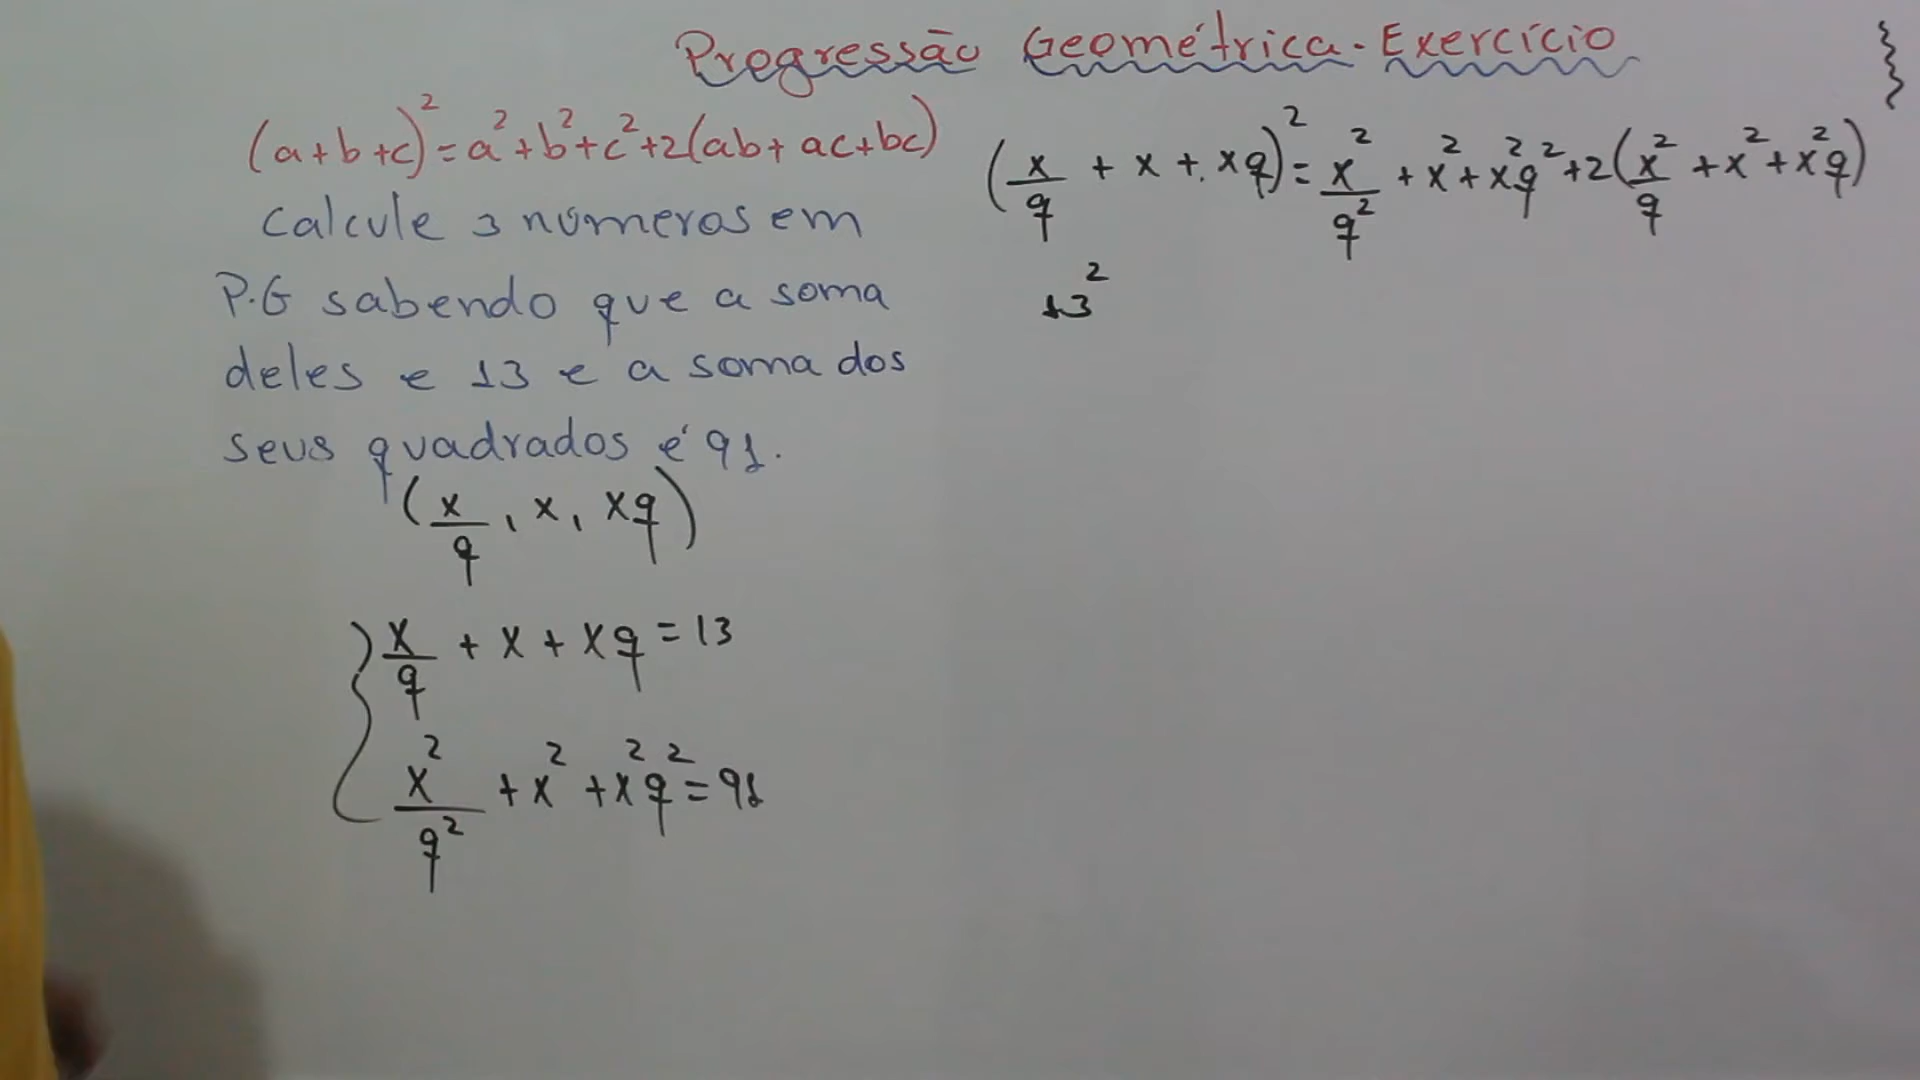 Progressão Geométrica - Exercício
(a+b+c)² = a²+b²+c²+2(ab+ac+bc)
Calcule 3 números em
P.G sabendo que a soma
deles e 13 e a soma dos
seus quadrados é 91.
(x/q, x, xq)
x/q + x + xq = 13
x²/q² + x² + x²q² = 91
(x/q + x + xq)² = x²/q² + x² + x²q² + 2(x²/q + x² + x²q)
13²